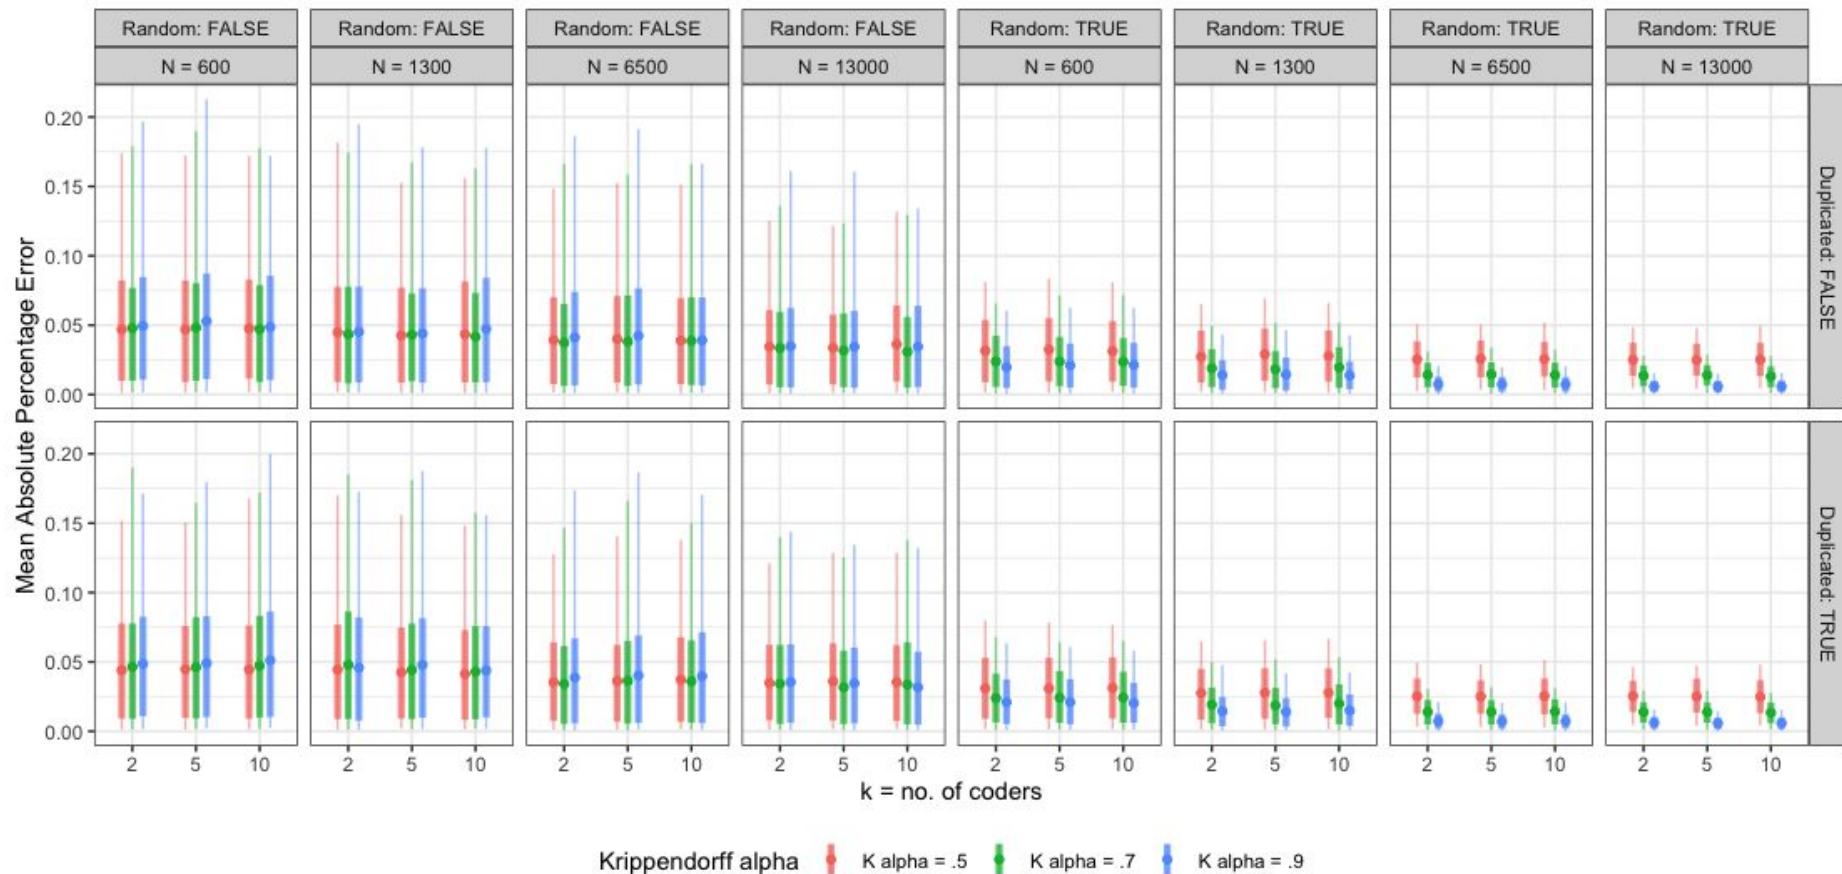 Random: FALSE Random: FALSE Random: FALSE Random: FALSE Random: TRUE Random: TRUE Random: TRUE Random: TRUE
N = 600 N = 1300 N = 6500 N = 13000 N = 600 N = 1300 N = 6500 N = 13000
Mean Absolute Percentage Error
0.20
0.15
0.10
0.05
0.00
Duplicated: FALSE
0.20
0.15
0.10
0.05
0.00
Duplicated: TRUE
2 5 10 2 5 10 2 5 10 2 5 10 2 5 10 2 5 10 2 5 10 2 5 10
k = no. of coders
Krippendorff alpha K alpha = .5 K alpha = .7 K alpha = .9